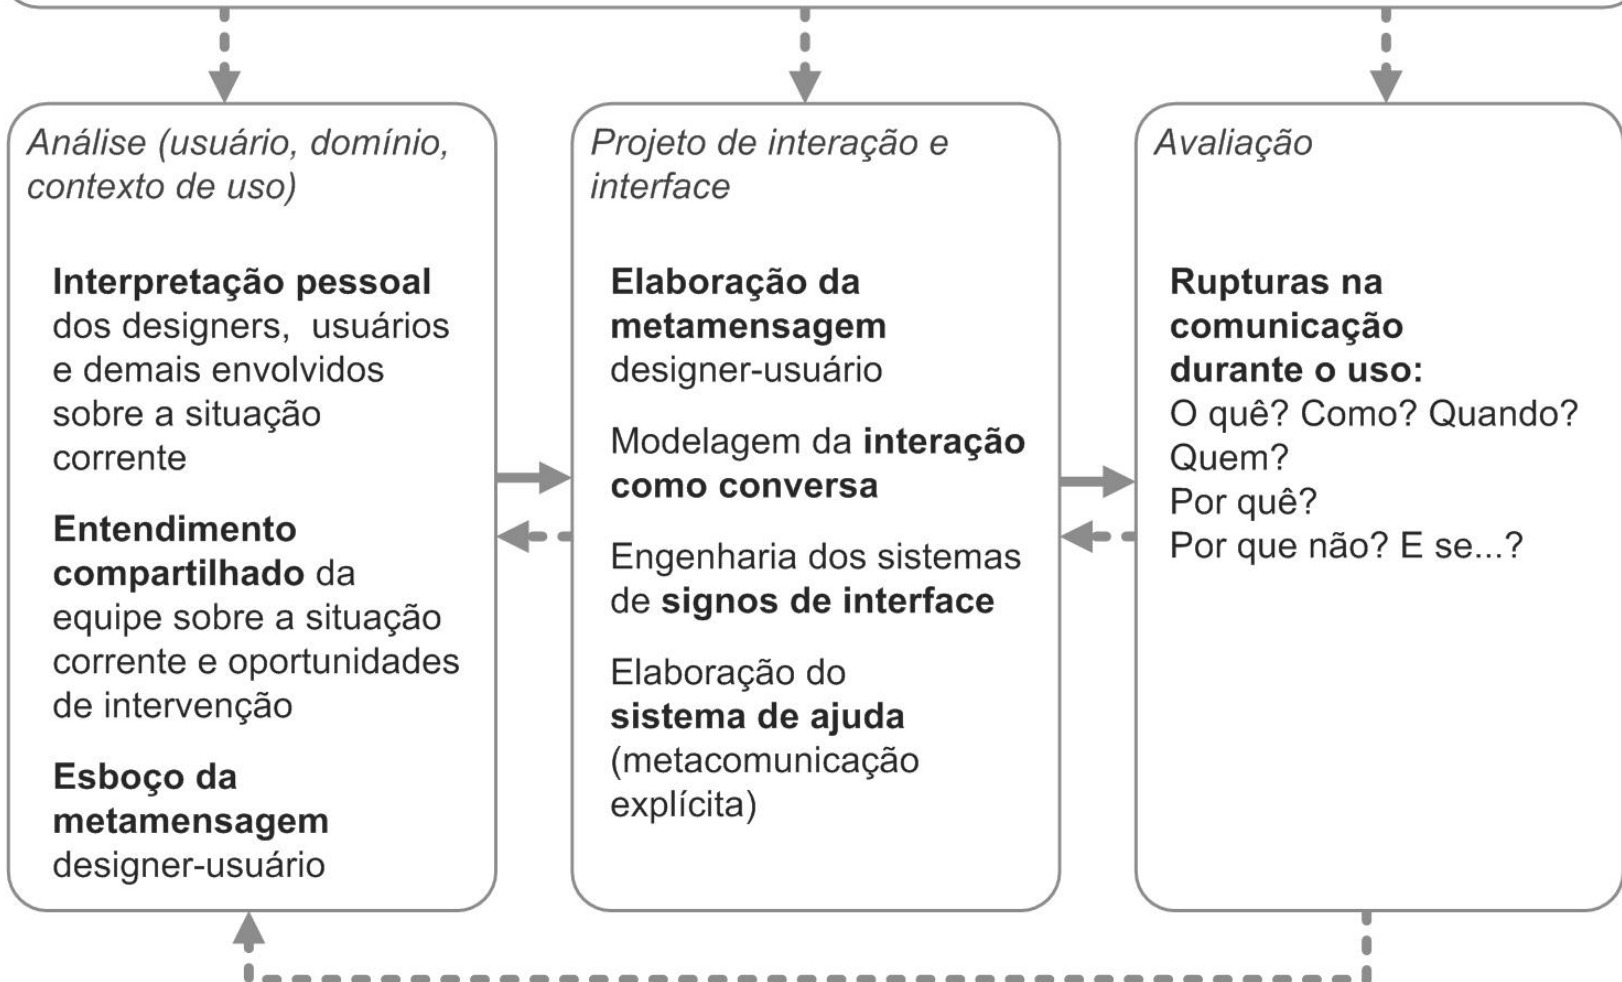 Análise (usuário, domínio,
contexto de uso)
Interpretação pessoal
dos designers, usuários
e demais envolvidos
sobre a situação
corrente
Entendimento
compartilhado da
equipe sobre a situação
corrente e oportunidades
de intervenção
Esboço da
metamensagem
designer-usuário
Projeto de interação e
interface
Elaboração da
metamensagem
designer-usuário
Modelagem da interação
como conversa
Engenharia dos sistemas
de signos de interface
Elaboração do
sistema de ajuda
(metacomunicação
explícita)
Avaliação
Rupturas na
comunicação
durante o uso:
O quê? Como? Quando?
Quem?
Por quê?
Por que não? E se...?